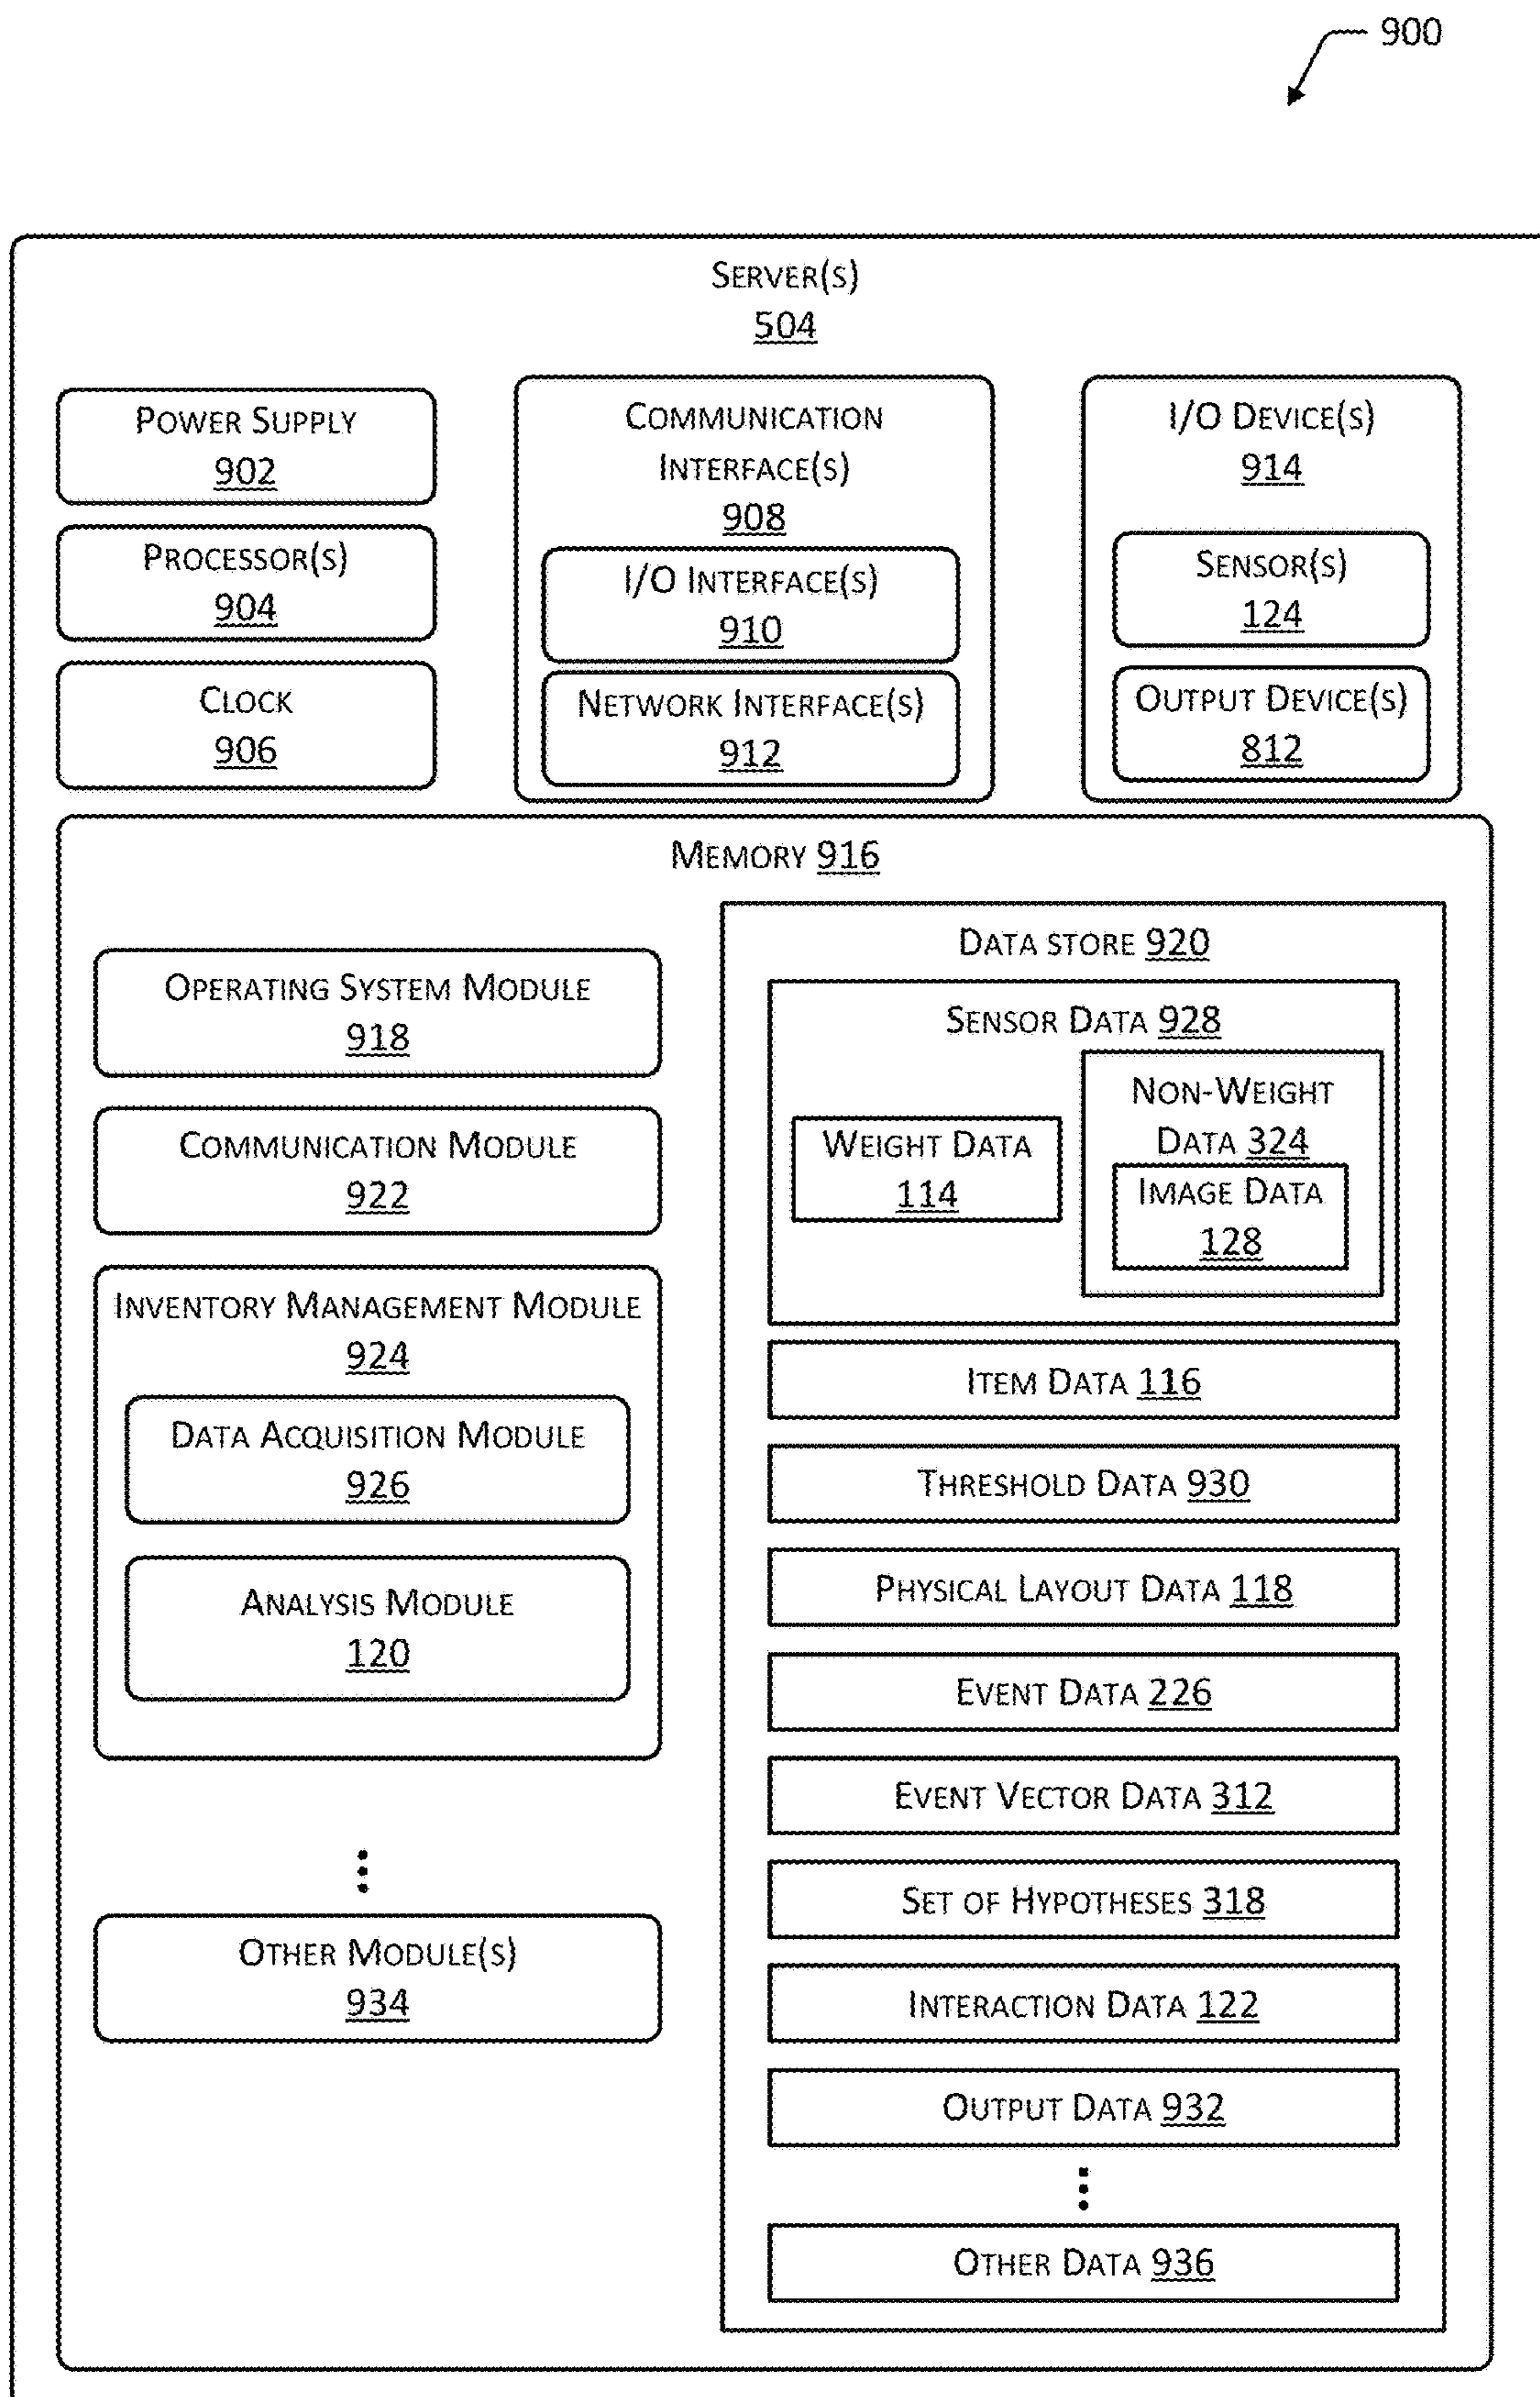 900
SERVER(S)
504
POWER SUPPLY
902
PROCESSOR(S)
904
CLOCK
906
COMMUNICATION
INTERFACE(S)
908
I/O INTERFACE(S)
910
NETWORK INTERFACE(S)
912
I/O DEVICE(S)
914
SENSOR(S)
124
OUTPUT DEVICE(S)
812
MEMORY 916
OPERATING SYSTEM MODULE
918
COMMUNICATION MODULE
922
INVENTORY MANAGEMENT MODULE
924
DATA ACQUISITION MODULE
926
ANALYSIS MODULE
120
OTHER MODULE(S)
934
DATA STORE 920
SENSOR DATA 928
WEIGHT DATA
114
NON-WEIGHT
DATA 324
IMAGE DATA
128
ITEM DATA 116
THRESHOLD DATA 930
PHYSICAL LAYOUT DATA 118
EVENT DATA 226
EVENT VECTOR DATA 312
SET OF HYPOTHESES 318
INTERACTION DATA 122
OUTPUT DATA 932
OTHER DATA 936